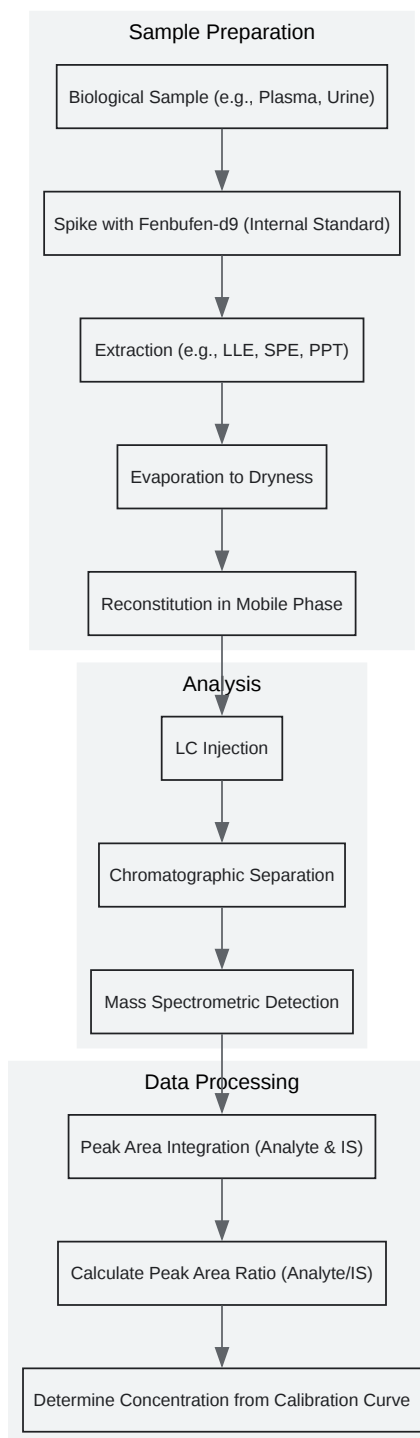 Sample Preparation
Biological Sample (e.g., Plasma, Urine)
Spike with Fenbufen-d9 (Internal Standard)
Extraction (e.g., LLE, SPE, PPT)
Evaporation to Dryness
Reconstitution in Mobile Phase
Analysis
LC Injection
Chromatographic Separation
Mass Spectrometric Detection
Data Processing
Peak Area Integration (Analyte & IS)
Calculate Peak Area Ratio (Analyte/IS)
Determine Concentration from Calibration Curve